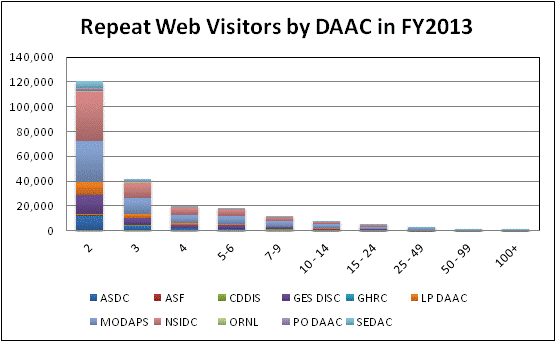 Repeat Web Visitors by DAAC in FY2013
140,000
120,000
100,000
80,000
60,000
40,000
20,000
0
2 3 4 5-6 7-9 10 - 14 15 - 24 25 - 49 50 - 99 100+
ASDC ASF CDDIS GES DISC GHRC LP DAAC
MODAPS NSIDC ORNL PO DAAC SEDAC